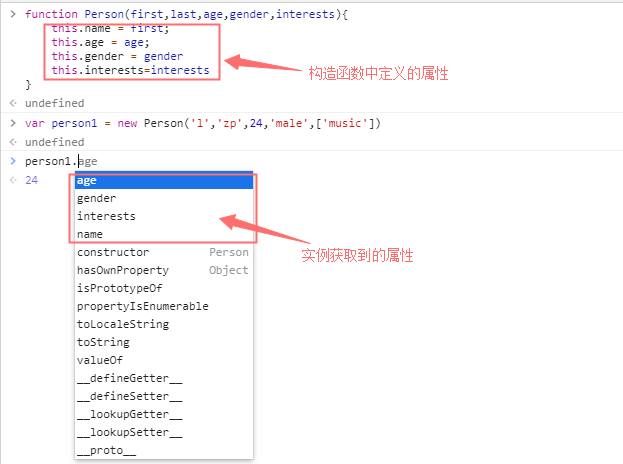 function Person(first,last,age,gender,interests){
this.name = first;
this.age = age;
this.gender = gender
this.interests=interests
构造函数中定义的属性
}
undefined
var person1 = new Person('l','zp',24,'male',['music'])
undefined
person1.age
24
age
gender
interests
name
实例获取到的属性
constructor Person
hasOwnProperty Object
isPrototypeOf
propertyIsEnumerable
toLocaleString
toString
valueOf
__defineGetter__
__defineSetter__
__lookupGetter__
__lookupSetter__
__proto__